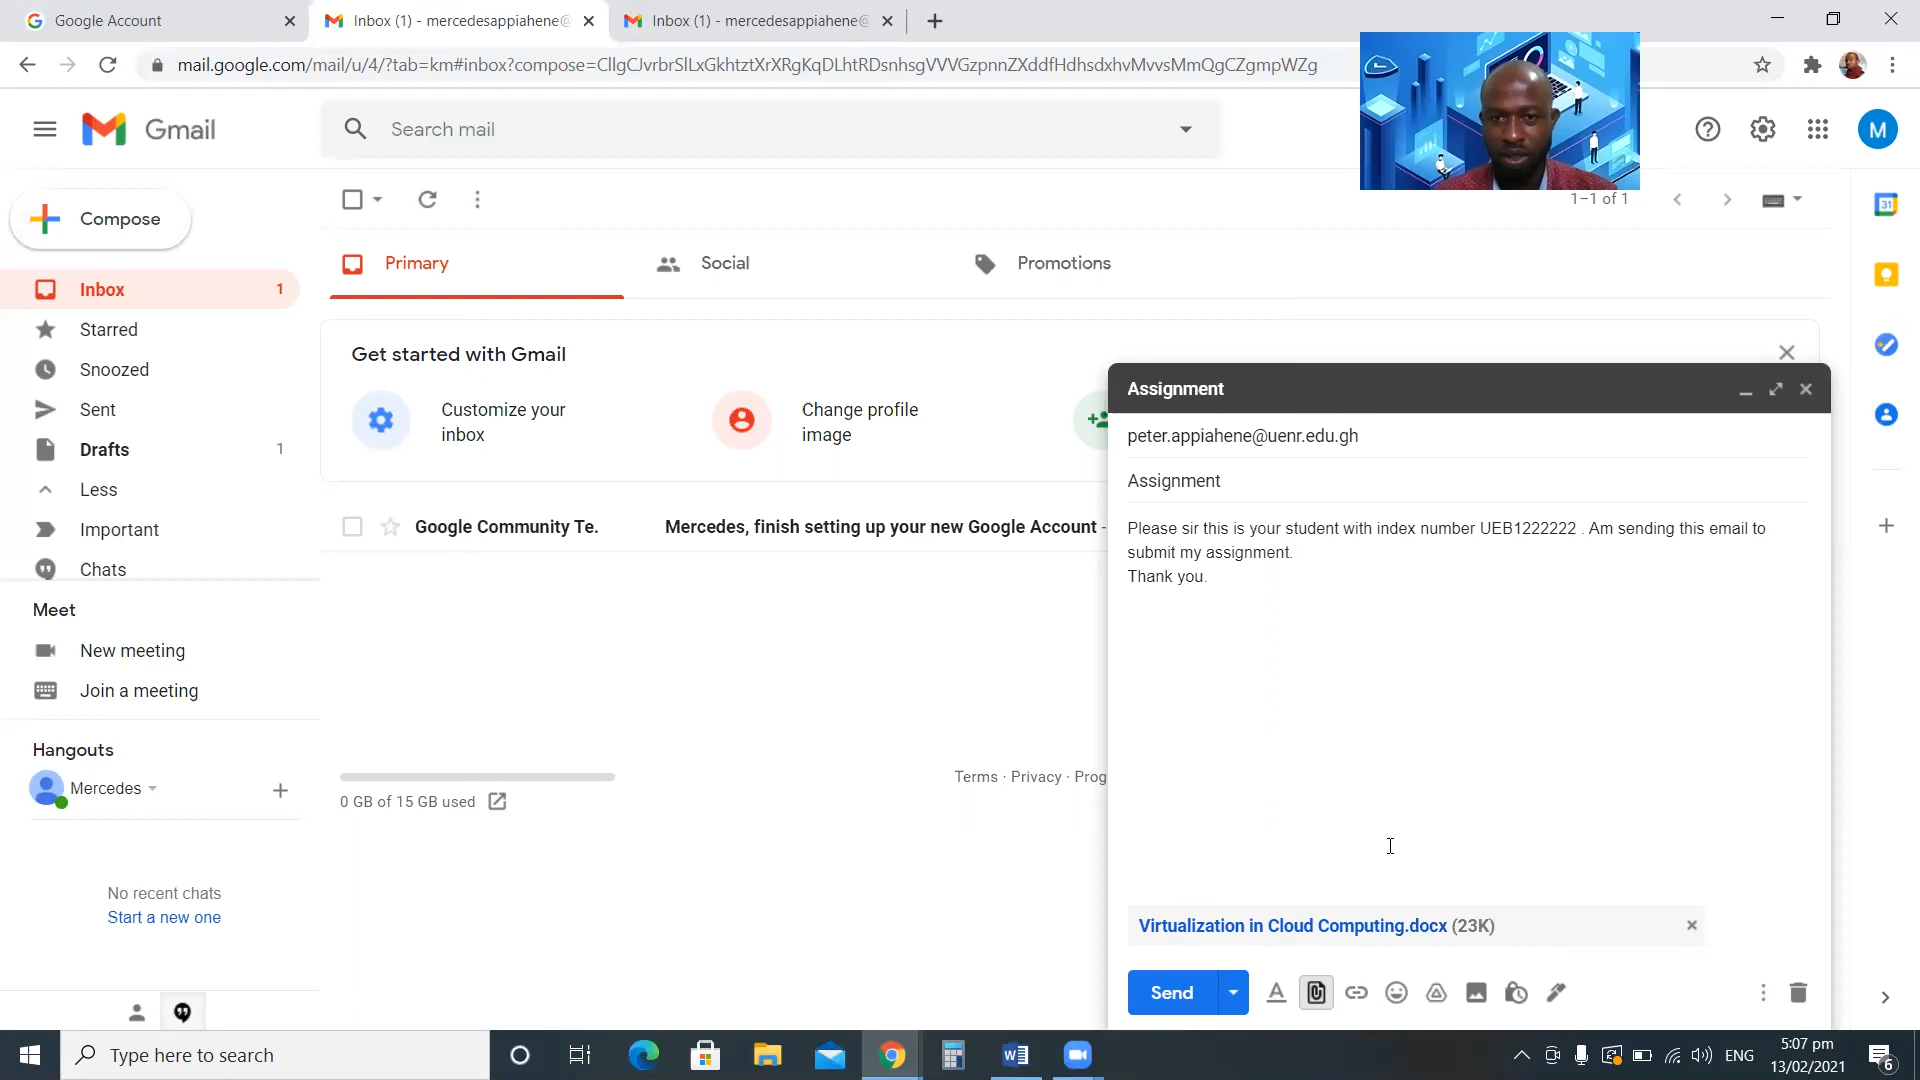 Google Account
Inbox (1) - mercedesappiahene@
Inbox (1) - mercedesappiahene@
mail.google.com/mail/u/4/?tab=km#inbox?compose=CllgCJvrbrSlLxGkhtztXrXRgKqDLhtRDsnhsgVVVGzpnnZXddfHdhsdxhvMvvsMmQgCZgmpWZg
Gmail
Search mail
M
Compose
1–1 of 1
31
Primary
Social
Promotions
Inbox
1
Starred
Snoozed
Sent
Drafts
1
Less
Important
Chats
Get started with Gmail
Customize your
inbox
Change profile
image
Google Community Te.
Mercedes, finish setting up your new Google Account -
Assignment
peter.appiahene@uenr.edu.gh
Assignment
Please sir this is your student with index number UEB1222222 . Am sending this email to
submit my assignment.
Thank you.
Meet
New meeting
Join a meeting
Hangouts
Mercedes
No recent chats
Start a new one
0 GB of 15 GB used
Terms · Privacy · Prog
Virtualization in Cloud Computing.docx (23K)
Send
Type here to search
ENG
5:07 pm
13/02/2021
6